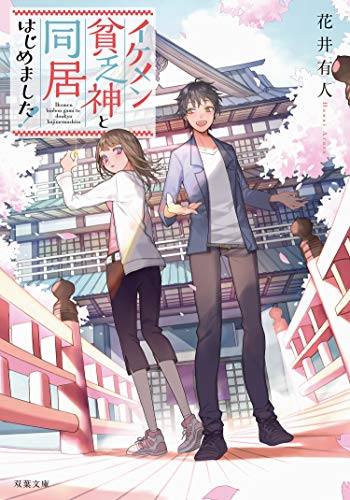 イケメン
貧乏神と
同居
はじめました
Ikemen
binbou gami to
doukyo
hajimemashita
花井有人
Hanai Aruto
双葉文庫